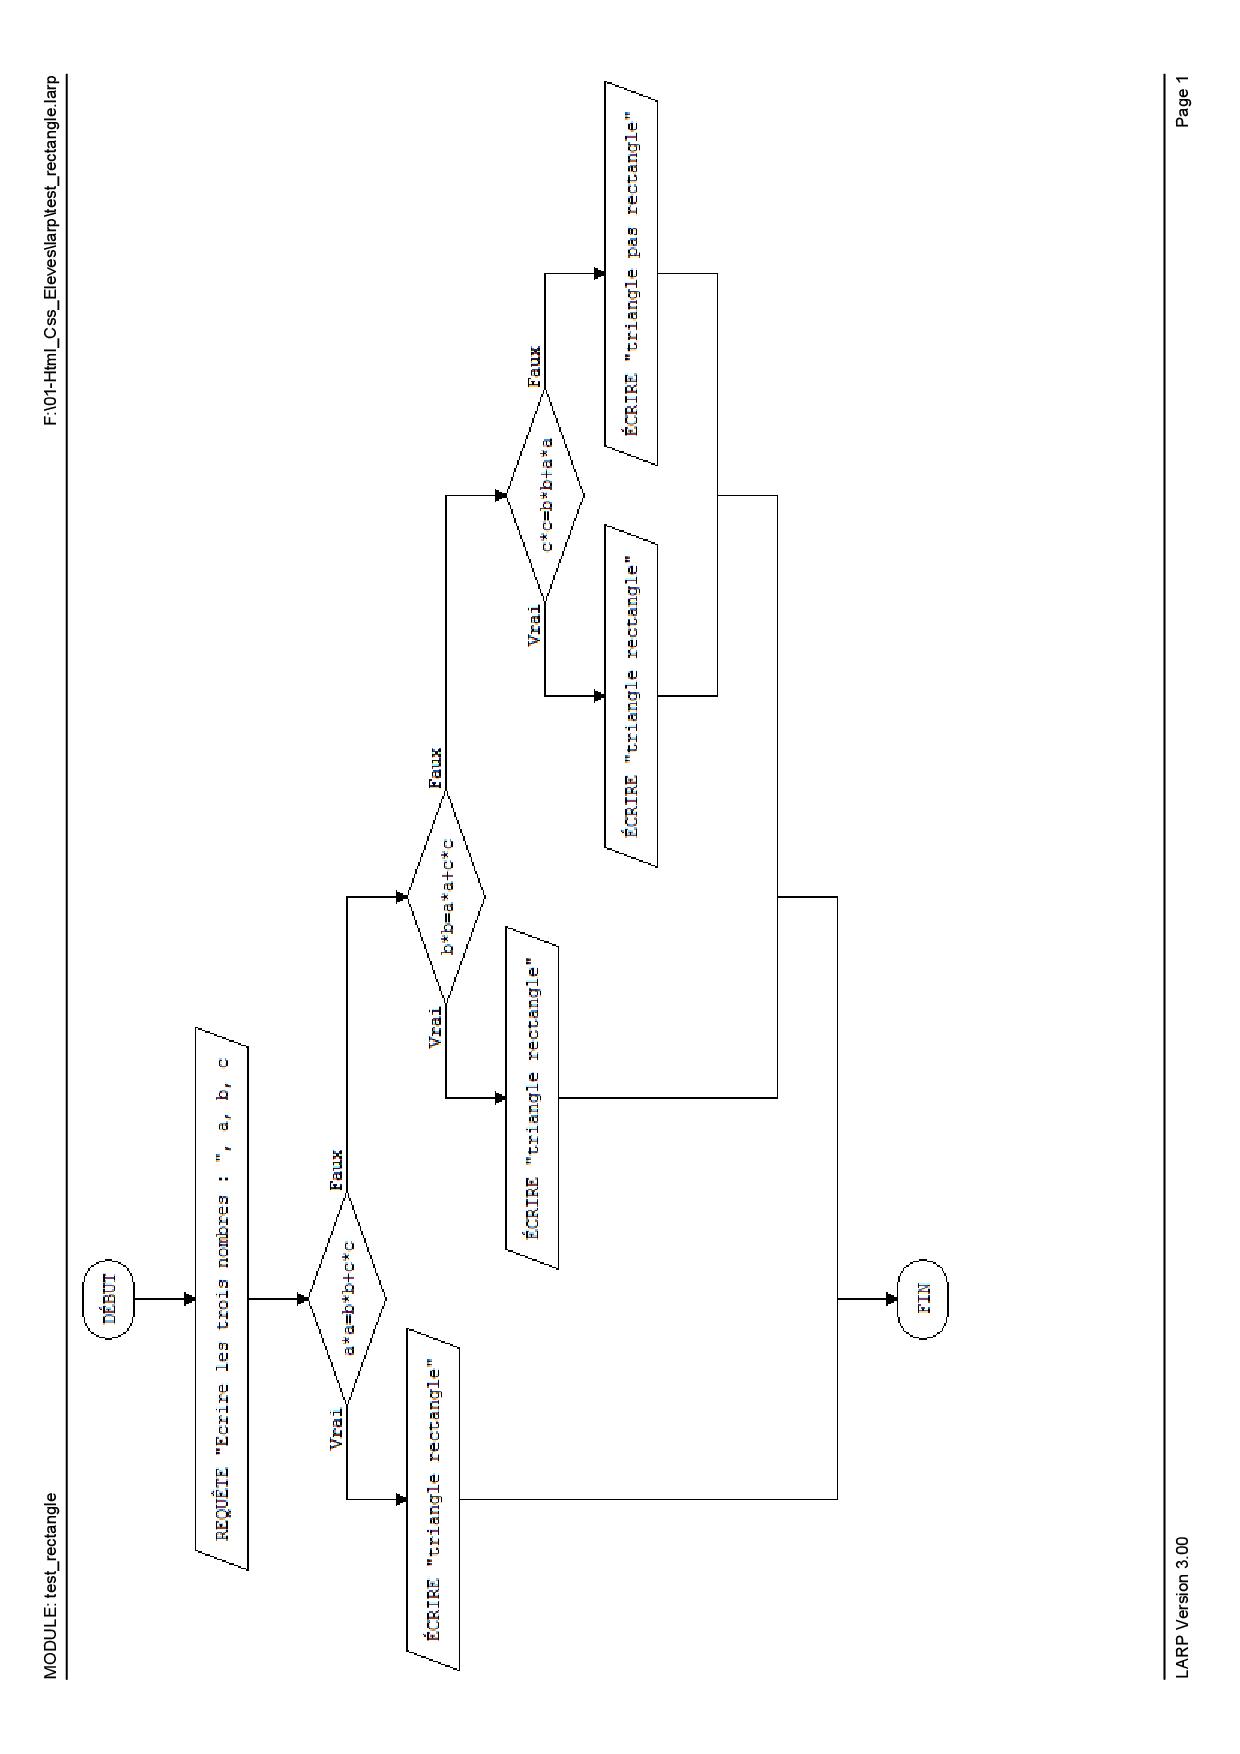 MODULE: test_rectangle F:\01-Html_Css_Eleves\larp\test_rectangle.larp
DÉBUT
REQUÊTE "Ecrire les trois nombres : ", a, b, c
Vrai
a*a=b*b+c*c
Faux
ÉCRIRE "triangle rectangle"
Vrai
b*b=a*a+c*c
Faux
ÉCRIRE "triangle rectangle"
Vrai
c*c=b*b+a*a
Faux
ÉCRIRE "triangle rectangle"
ÉCRIRE "triangle pas rectangle"
FIN
LARP Version 3.00 Page 1